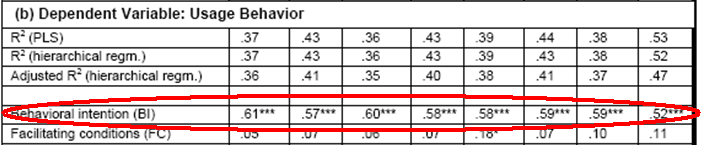 (b) Dependent Variable: Usage Behavior
R² (PLS) .37 .43 .36 .43 .39 .44 .38 .53
R² (hierarchical regrn.) .37 .43 .36 .43 .39 .43 .38 .52
Adjusted R² (hierarchical regrn.) .36 .41 .35 .40 .38 .41 .37 .47
Behavioral intention (BI) .61*** .57*** .60*** .58*** .58*** .59*** .59*** .52***
Facilitating conditions (FC) .05 .07 .06 .07 .18* .07 .10 .11